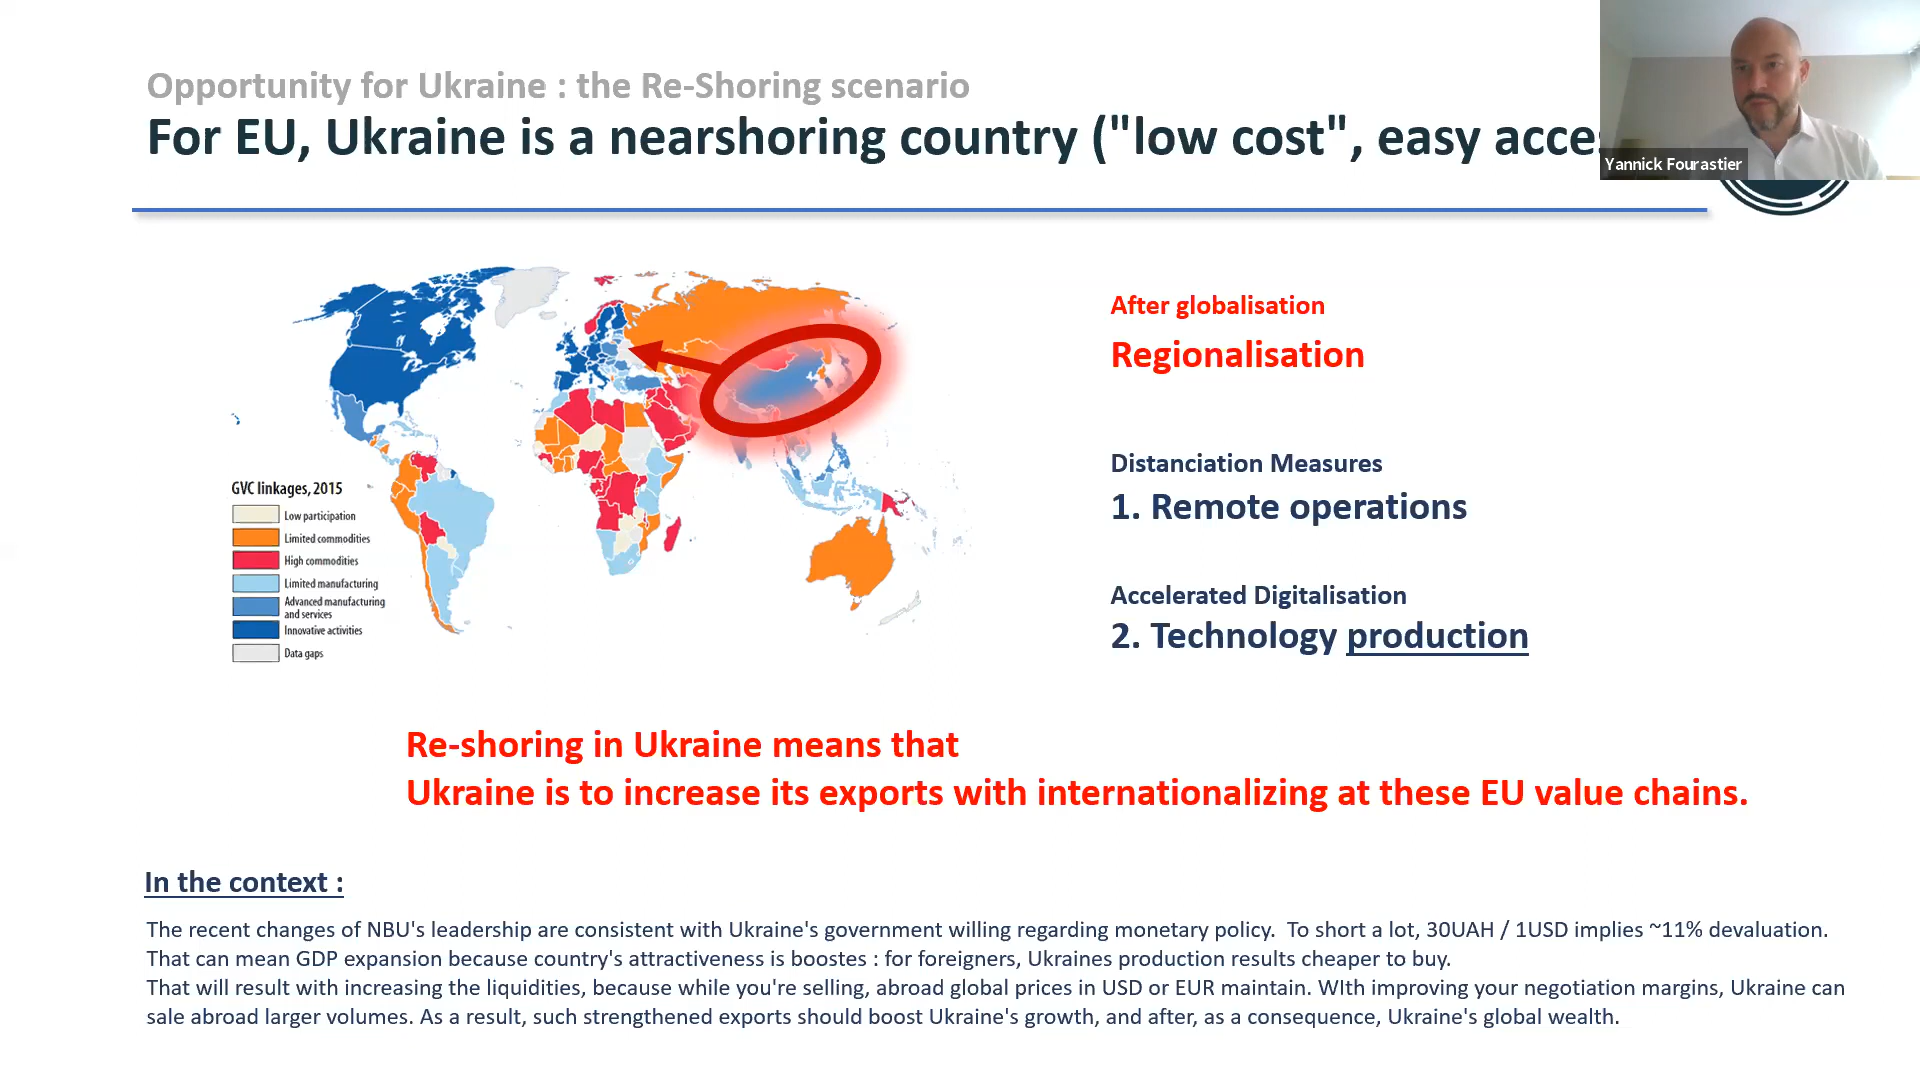 Opportunity for Ukraine : the Re-Shoring scenario
For EU, Ukraine is a nearshoring country ("low cost", easy acce
Yannick Fourastier
After globalisation
Regionalisation
Distanciation Measures
1. Remote operations
Accelerated Digitalisation
2. Technology production
GVC linkages, 2015
Low participation
Limited commodities
High commodities
Limited manufacturing
Advanced manufacturing
and services
Innovative activities
Data gaps
Re-shoring in Ukraine means that
Ukraine is to increase its exports with internationalizing at these EU value chains.
In the context :
The recent changes of NBU's leadership are consistent with Ukraine's government willing regarding monetary policy. To short a lot, 30UAH / 1USD implies ~11% devaluation.
That can mean GDP expansion because country's attractiveness is boostes : for foreigners, Ukraines production results cheaper to buy.
That will result with increasing the liquidities, because while you're selling, abroad global prices in USD or EUR maintain. WIth improving your negotiation margins, Ukraine can
sale abroad larger volumes. As a result, such strengthened exports should boost Ukraine's growth, and after, as a consequence, Ukraine's global wealth.